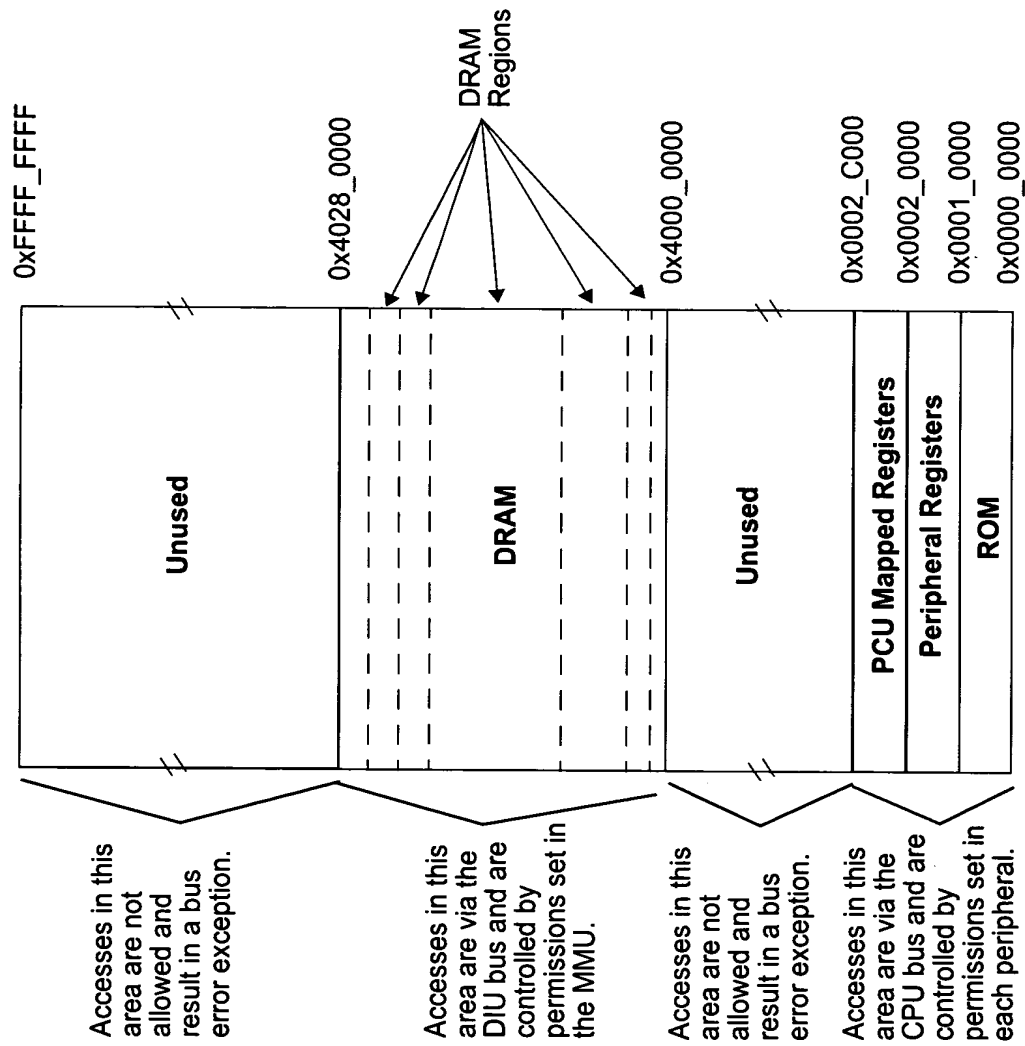 0xFFFF_FFFF
Unused
Accesses in this
area are not
allowed and
result in a bus
error exception.
0x4028_0000
DRAM
Regions
DRAM
Accesses in this
area are via the
DIU bus and are
controlled by
permissions set in
the MMU.
0x4000_0000
Unused
Accesses in this
area are not
allowed and
result in a bus
error exception.
0x0002_C000
PCU Mapped Registers
0x0002_0000
Peripheral Registers
0x0001_0000
ROM
0x0000_0000
Accesses in this
area are via the
CPU bus and are
controlled by
permissions set in
each peripheral.